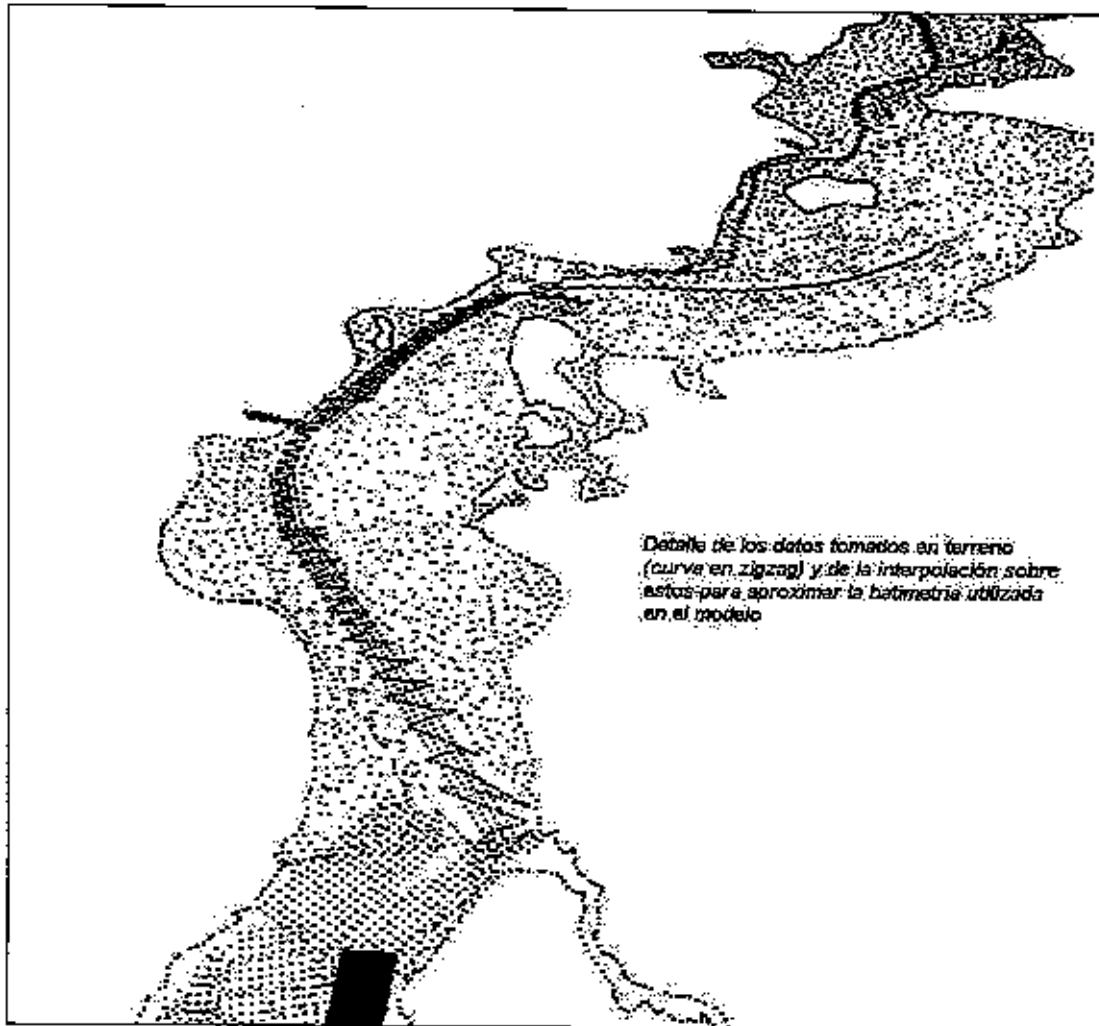 Detalle de los datos tomados en terreno
(curva en zigzag) y de la interpolación sobre
estos para aproximar la batimetria utilizada
en el modelo